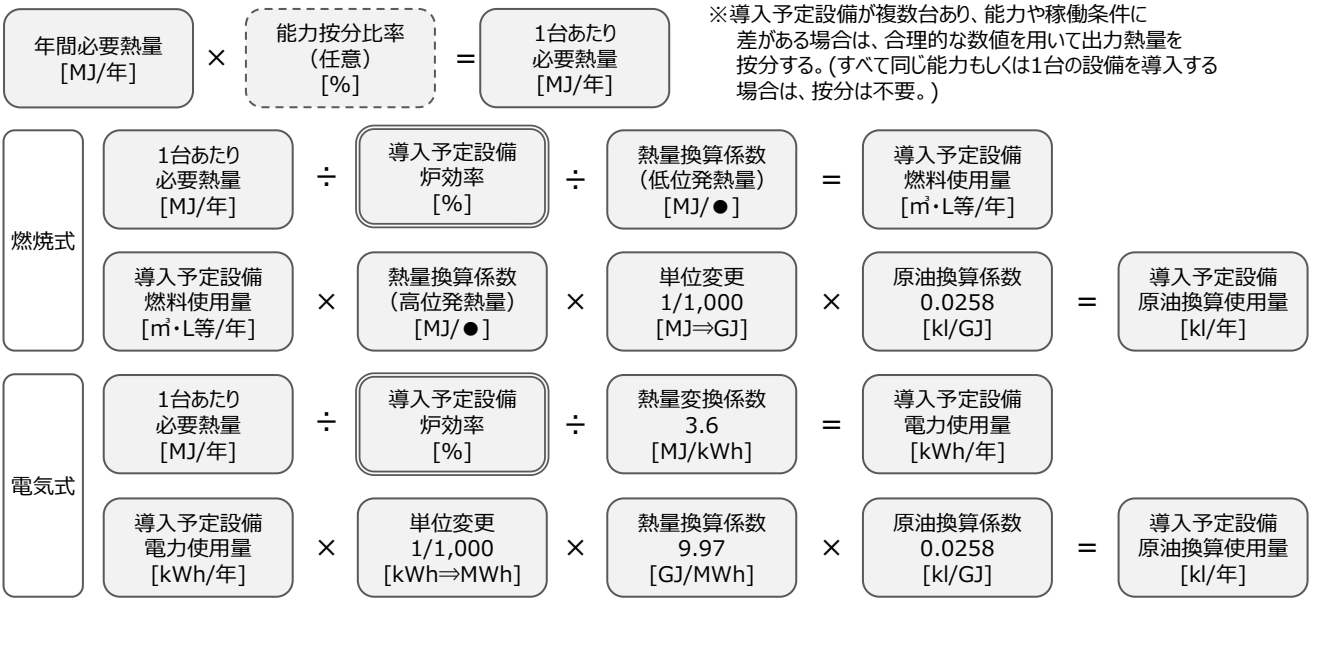 年間必要熱量
[MJ/年]
×
能力按分比率
(任意)
[%]
=
1台あたり
必要熱量
[MJ/年]
※導入予定設備が複数台あり、能力や稼働条件に
差がある場合は、合理的な数値を用いて出力熱量を
按分する。(すべて同じ能力もしくは1台の設備を導入する
場合は、按分は不要。)
燃焼式
1台あたり
必要熱量
[MJ/年]
÷
導入予定設備
炉効率
[%]
÷
熱量換算係数
(低位発熱量)
[MJ/●]
=
導入予定設備
燃料使用量
[㎥・L等/年]
導入予定設備
燃料使用量
[㎥・L等/年]
×
熱量換算係数
(高位発熱量)
[MJ/●]
×
単位変更
1/1,000
[MJ⇒GJ]
×
原油換算係数
0.0258
[kl/GJ]
=
導入予定設備
原油換算使用量
[kl/年]
電気式
1台あたり
必要熱量
[MJ/年]
÷
導入予定設備
炉効率
[%]
÷
熱量変換係数
3.6
[MJ/kWh]
=
導入予定設備
電力使用量
[kWh/年]
導入予定設備
電力使用量
[kWh/年]
×
単位変更
1/1,000
[kWh⇒MWh]
×
熱量換算係数
9.97
[GJ/MWh]
×
原油換算係数
0.0258
[kl/GJ]
=
導入予定設備
原油換算使用量
[kl/年]